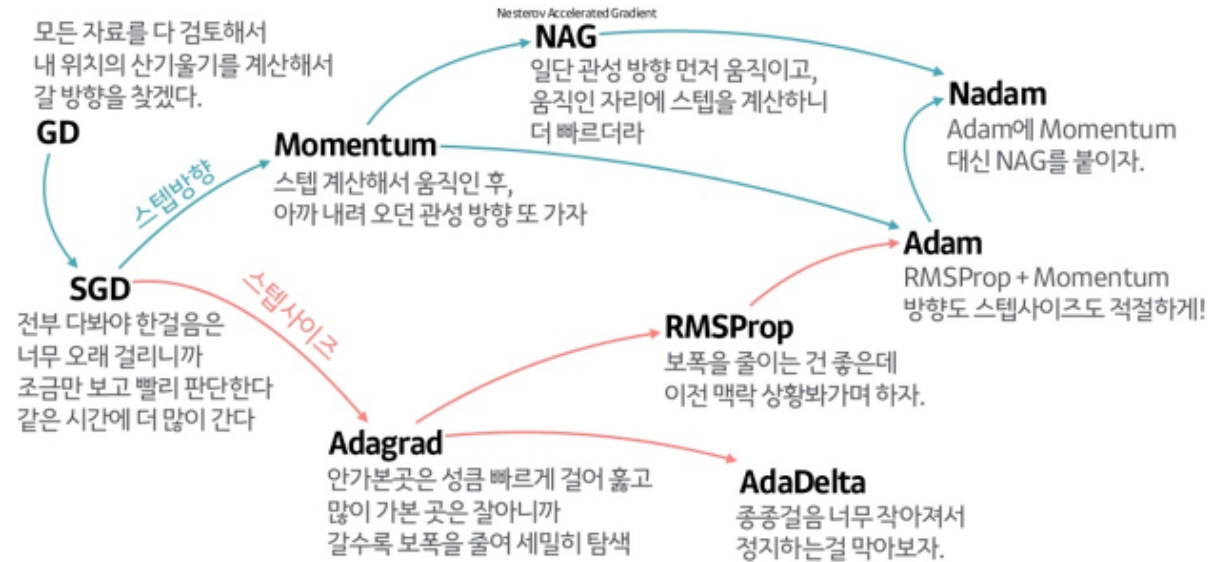 모든 자료를 다 검토해서
내 위치의 산기울기를 계산해서
갈 방향을 찾겠다.
GD
스텝방향
SGD
전부 다봐야 한걸음은
너무 오래 걸리니까
조금만 보고 빨리 판단한다
같은 시간에 더 많이 간다
스텝사이즈
Momentum
스텝 계산해서 움직인 후,
아까 내려 오던 관성 방향 또 가자
Nesterov Accelerated Gradient
NAG
일단 관성 방향 먼저 움직이고,
움직인 자리에 스텝을 계산하니
더 빠르더라
Nadam
Adam에 Momentum
대신 NAG를 붙이자.
Adam
RMSProp + Momentum
방향도 스텝사이즈도 적절하게!
RMSProp
보폭을 줄이는 건 좋은데
이전 맥락 상황봐가며 하자.
Adagrad
안가본곳은 성큼 빠르게 걸어 훓고
많이 가본 곳은 잘아니까
갈수록 보폭을 줄여 세밀히 탐색
AdaDelta
종종걸음 너무 작아져서
정지하는걸 막아보자.